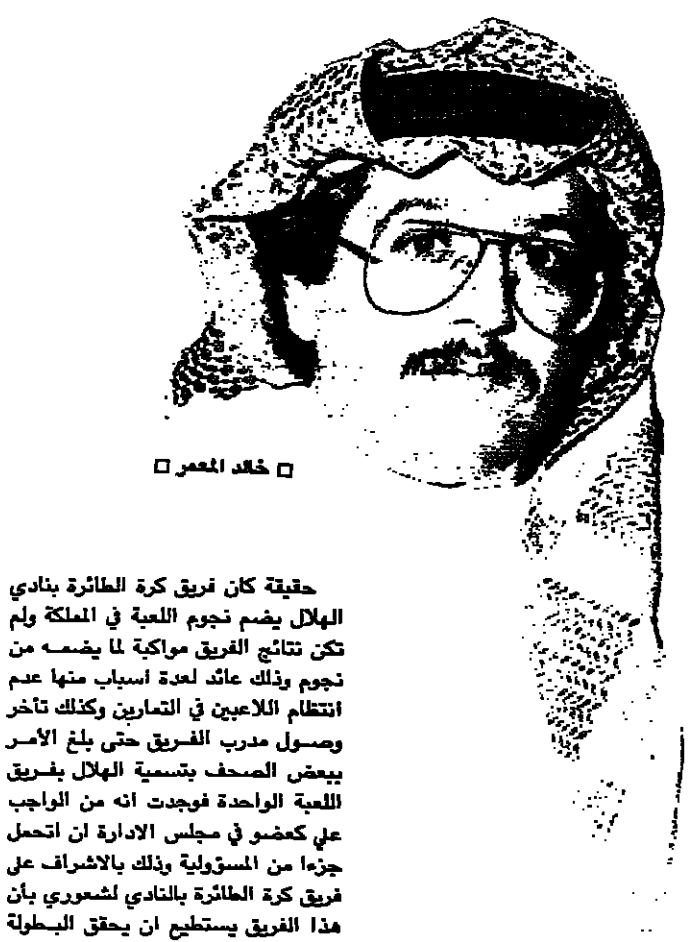 □ خالد المعمر □
حقيقة كان فريق كرة الطائرة بنادي
الهلال يضم نجوم اللعبة في المملكة ولم
تكن نتائج الفريق مواكبة لما يضمه من
نجوم وذلك عائد لعدة اسباب منها عدم
انتظام اللاعبين في التمارين وكذلك تأخر
وصول مدرب الفريق حتى بلغ الأمر
ببعض الصحف بتسمية الهلال بفريق
اللعبة الواحدة فوجدت انه من الواجب
علي كعضو في مجلس الادارة ان اتحمل
جزءا من المسؤولية وذلك بالاشراف على
فريق كرة الطائرة بالنادي لشعوري بأن
هذا الفريق يستطيع ان يحقق البطولة